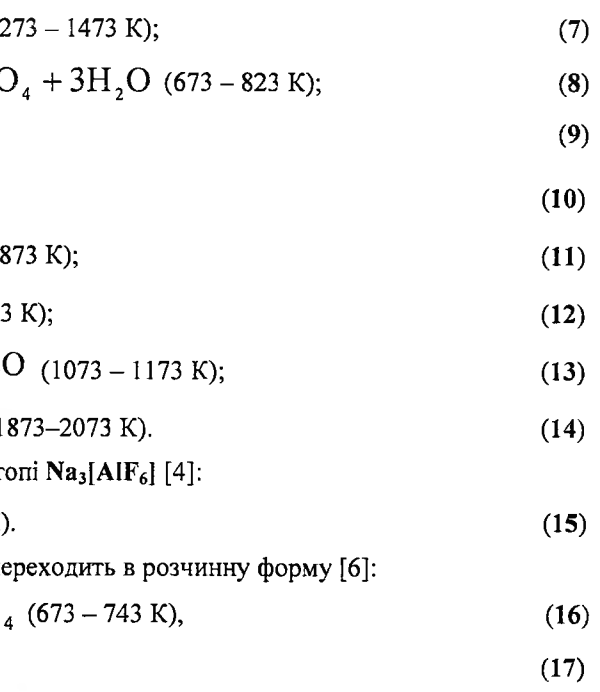 273 – 1473 К); (7)
O₄ + 3H₂O (673 – 823 К); (8)
(9)
(10)
873 К); (11)
3 К); (12)
O (1073 – 1173 К); (13)
1873–2073 К). (14)
топі Na₃[AlF₆] [4]:
). (15)
ереходить в розчинну форму [6]:
₄ (673 – 743 К), (16)
(17)